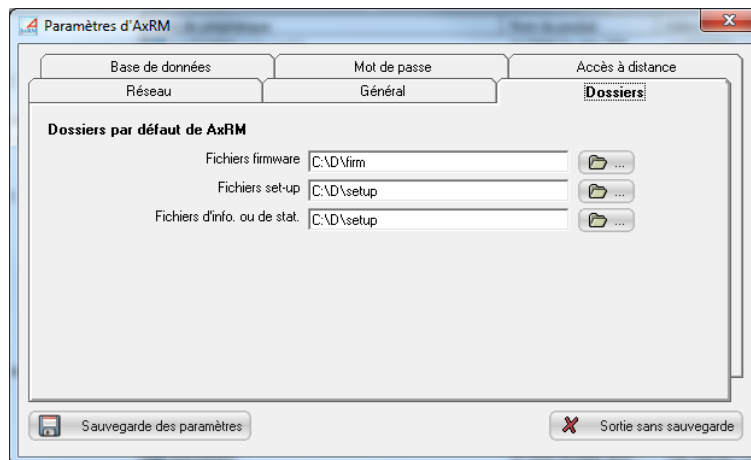 Paramètres d'AxRM
Base de données
Mot de passe
Accès à distance
Réseau
Général
Dossiers
Dossiers par défaut de AxRM
Fichiers firmware
C:\D\firm
...
Fichiers set-up
C:\D\setup
...
Fichiers d'info. ou de stat.
C:\D\setup
...
Sauvegarde des paramètres
Sortie sans sauvegarde